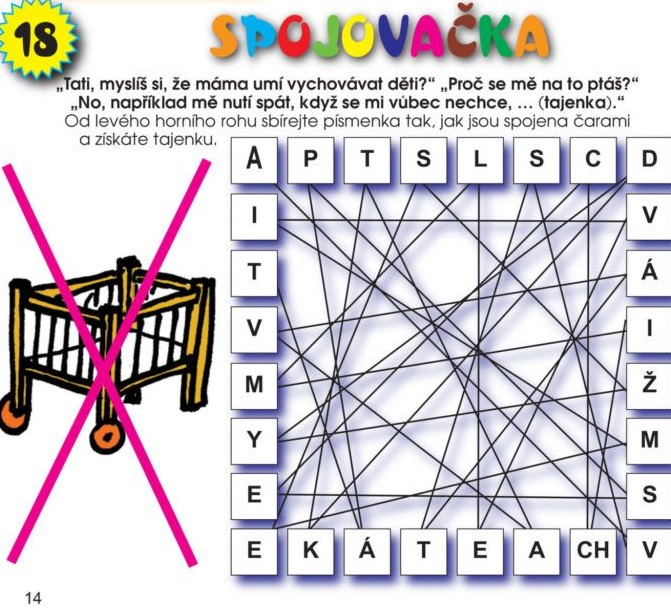 18
SPOJOVAČKA
„Tati, myslíš si, že máma umí vychovávat děti?“ „Proč se mě na to ptáš?“
„No, například mě nutí spát, když se mi vůbec nechce, ... (tajenka).“
Od levého horního rohu sbírejte písmenka tak, jak jsou spojena čarami
a získáte tajenku.
A P T S L S C D
I V
T Á
V I
M Ž
Y M
E S
E K Á T E A CH V
14